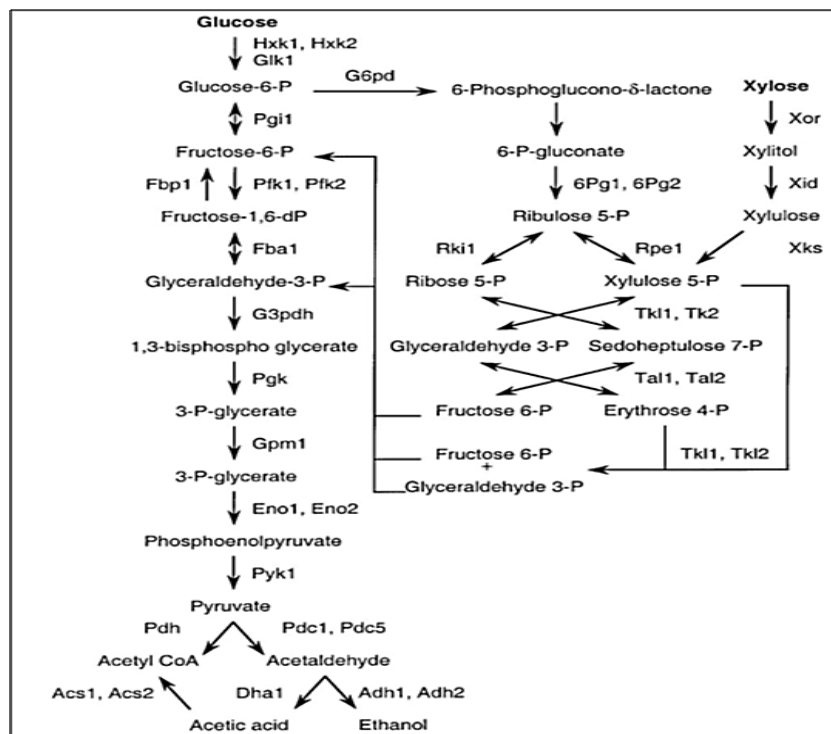 Glucose
Hxk1, Hxk2
Glk1
G6pd
Glucose-6-P
6-Phosphoglucono-δ-lactone
Xylose
Pgi1
Xor
Fructose-6-P
6-P-gluconate
Xylitol
Fbp1
Pfk1, Pfk2
6Pg1, 6Pg2
Xid
Fructose-1,6-dP
Ribulose 5-P
Xylulose
Fba1
Rki1
Rpe1
Xks
Glyceraldehyde-3-P
Ribose 5-P
Xylulose 5-P
G3pdh
Tkl1, Tk2
1,3-bisphospho glycerate
Glyceraldehyde 3-P
Sedoheptulose 7-P
Pgk
Tal1, Tal2
3-P-glycerate
Fructose 6-P
Erythrose 4-P
Gpm1
Fructose 6-P
+
Glyceraldehyde 3-P
Tkl1, Tkl2
3-P-glycerate
Eno1, Eno2
Phosphoenolpyruvate
Pyk1
Pyruvate
Pdh
Pdc1, Pdc5
Acetyl CoA
Acetaldehyde
Acs1, Acs2
Dha1
Adh1, Adh2
Acetic acid
Ethanol